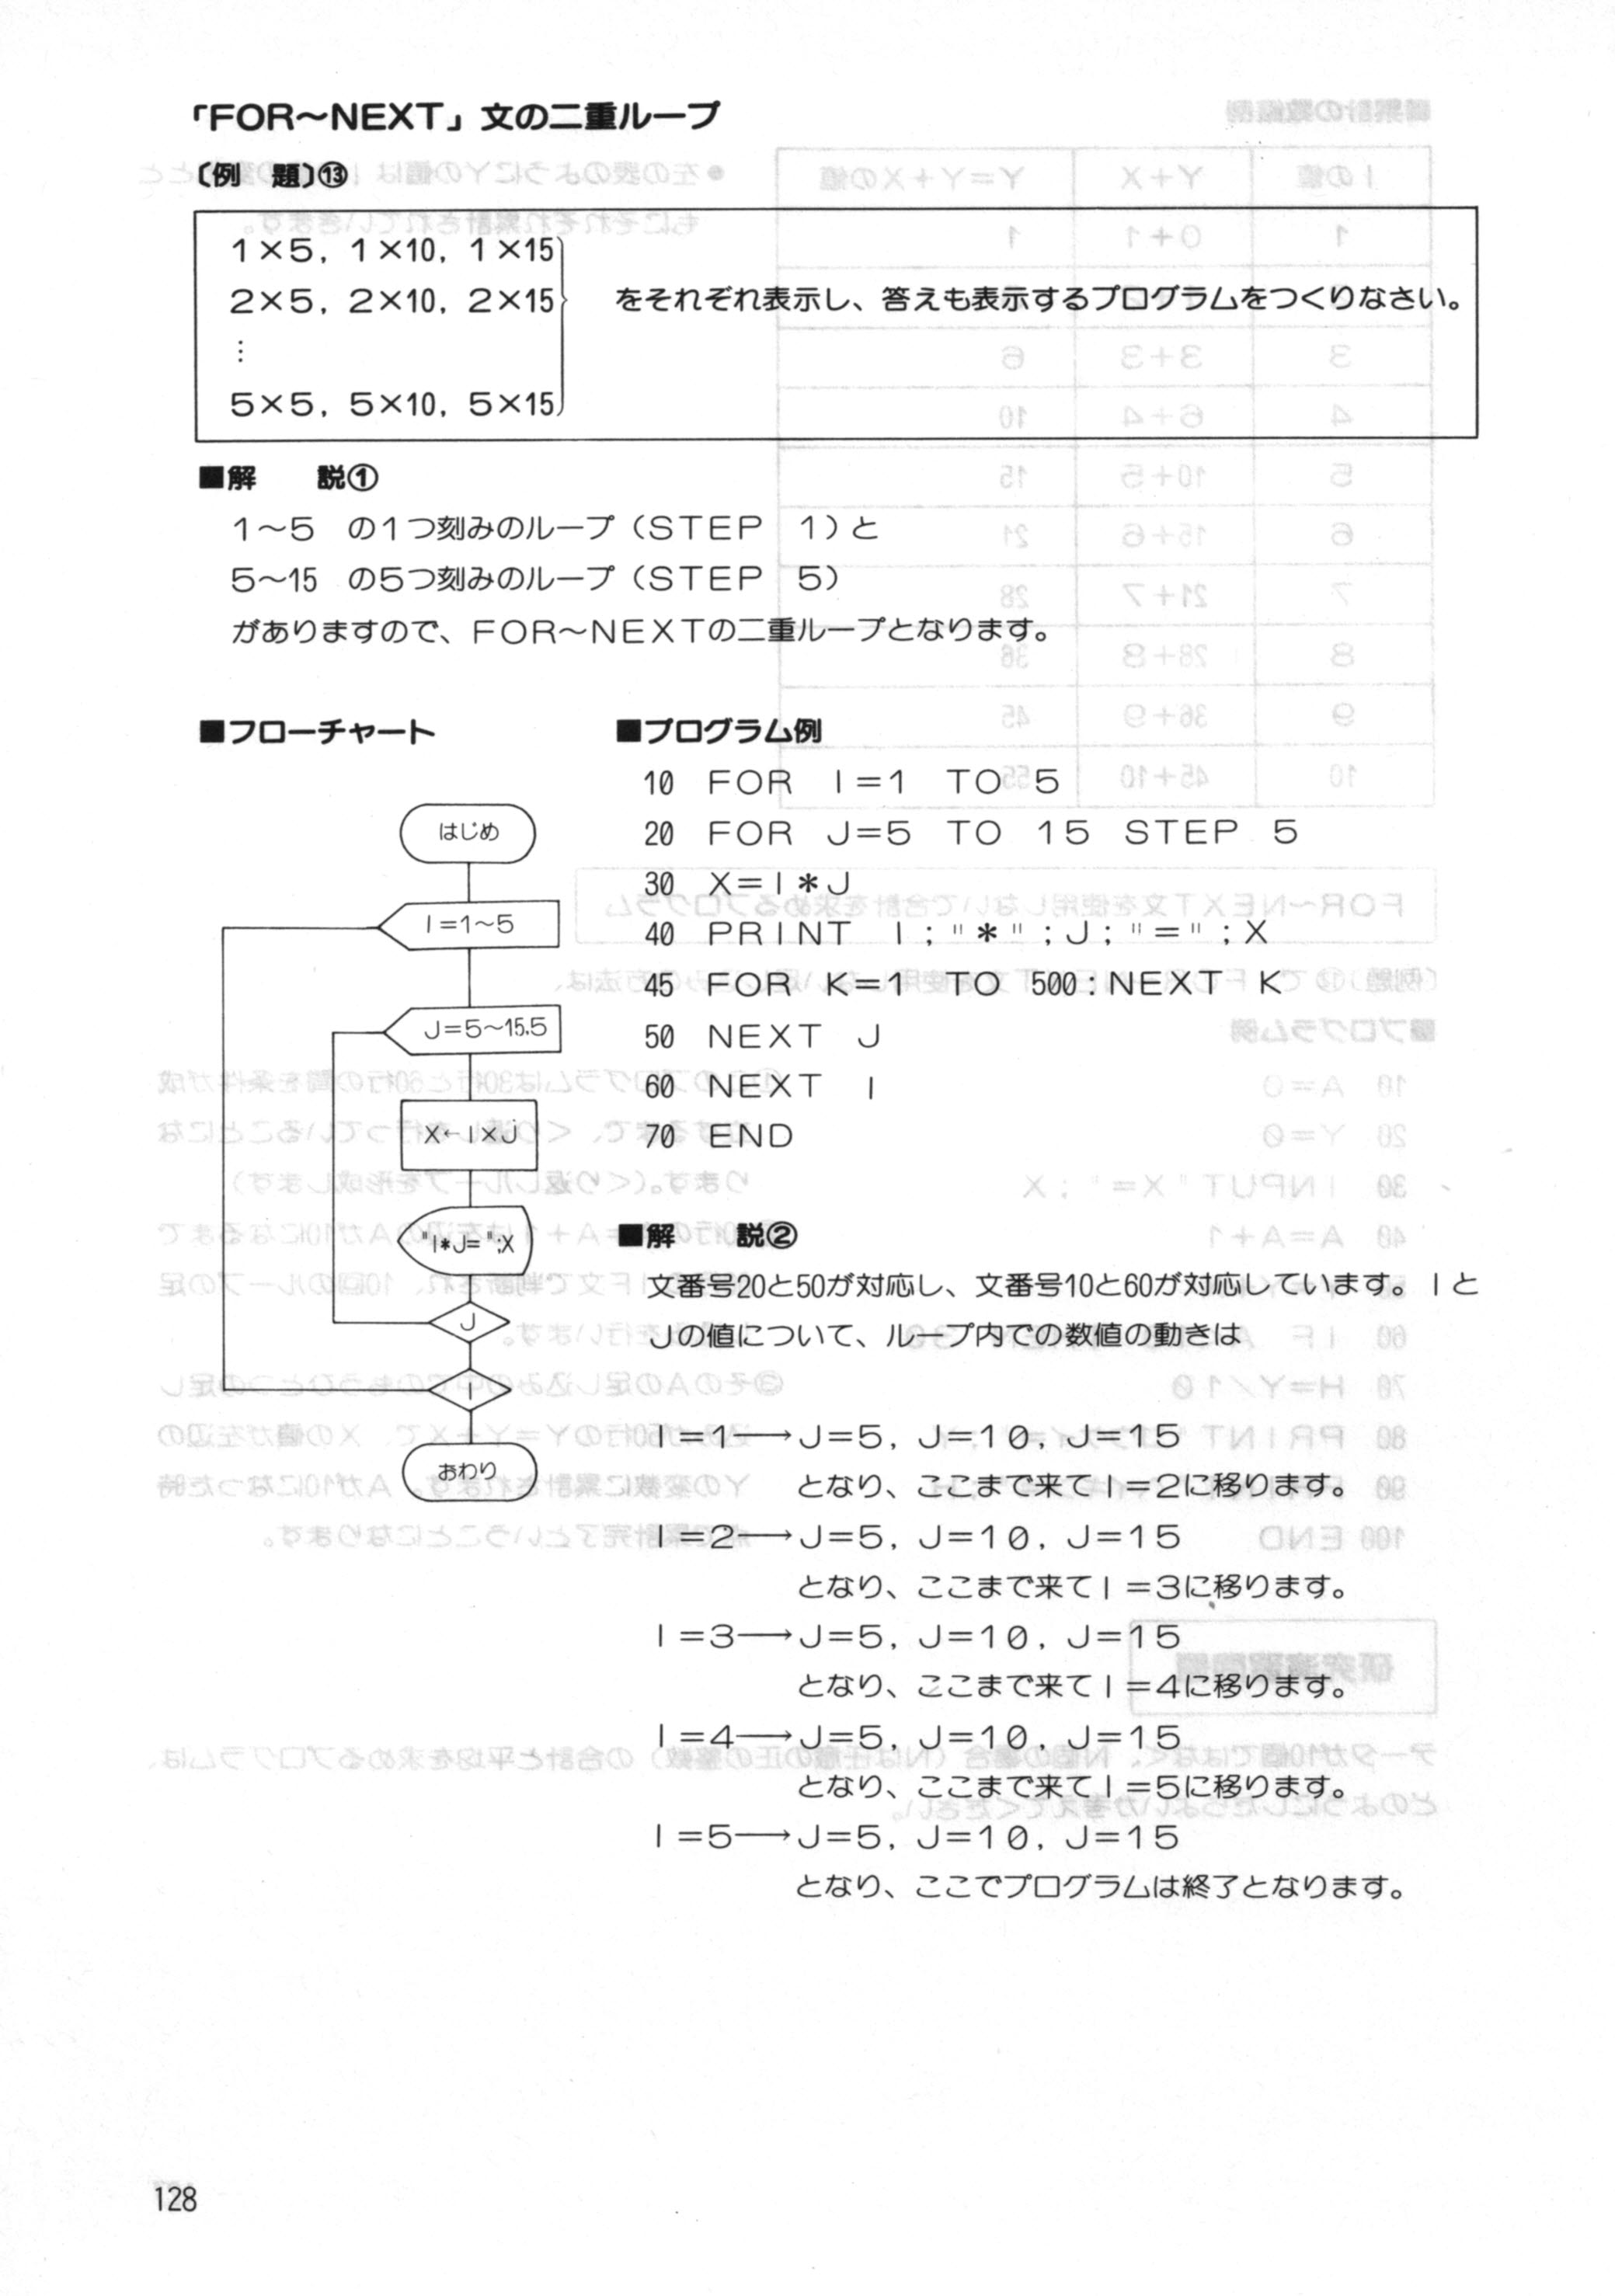 「FOR～NEXT」文の二重ループ
〔例　題〕⑬
1×5, 1×10, 1×15
2×5, 2×10, 2×15　をそれぞれ表示し、答えも表示するプログラムをつくりなさい。
⋮
5×5, 5×10, 5×15
■解　説①
1～5　の1つ刻みのループ（STEP　1）と
5～15　の5つ刻みのループ（STEP　5）
がありますので、FOR～NEXTの二重ループとなります。
■フローチャート
はじめ
I=1～5
J=5～15.5
X←I×J
"I*J=";X
J
I
おわり
■プログラム例
10 FOR I=1 TO 5
20 FOR J=5 TO 15 STEP 5
30 X=I*J
40 PRINT I;"*";J;"=";X
45 FOR K=1 TO 500:NEXT K
50 NEXT J
60 NEXT I
70 END
■解　説②
文番号20と50が対応し、文番号10と60が対応しています。Iと
Jの値について、ループ内での数値の動きは
I=1→J=5, J=10, J=15
となり、ここまで来てI=2に移ります。
I=2→J=5, J=10, J=15
となり、ここまで来てI=3に移ります。
I=3→J=5, J=10, J=15
となり、ここまで来てI=4に移ります。
I=4→J=5, J=10, J=15
となり、ここまで来てI=5に移ります。
I=5→J=5, J=10, J=15
となり、ここでプログラムは終了となります。
128